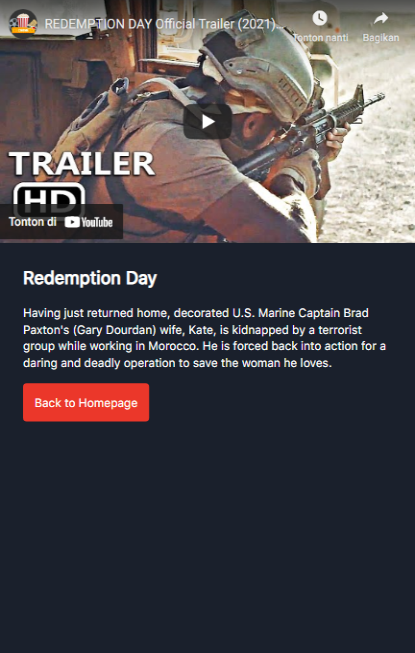 REDEMPTION DAY Official Trailer (2021)...
Tonton nanti
Bagikan
TRAILER
HD
Tonton di YouTube
Redemption Day
Having just returned home, decorated U.S. Marine Captain Brad
Paxton's (Gary Dourdan) wife, Kate, is kidnapped by a terrorist
group while working in Morocco. He is forced back into action for a
daring and deadly operation to save the woman he loves.
Back to Homepage